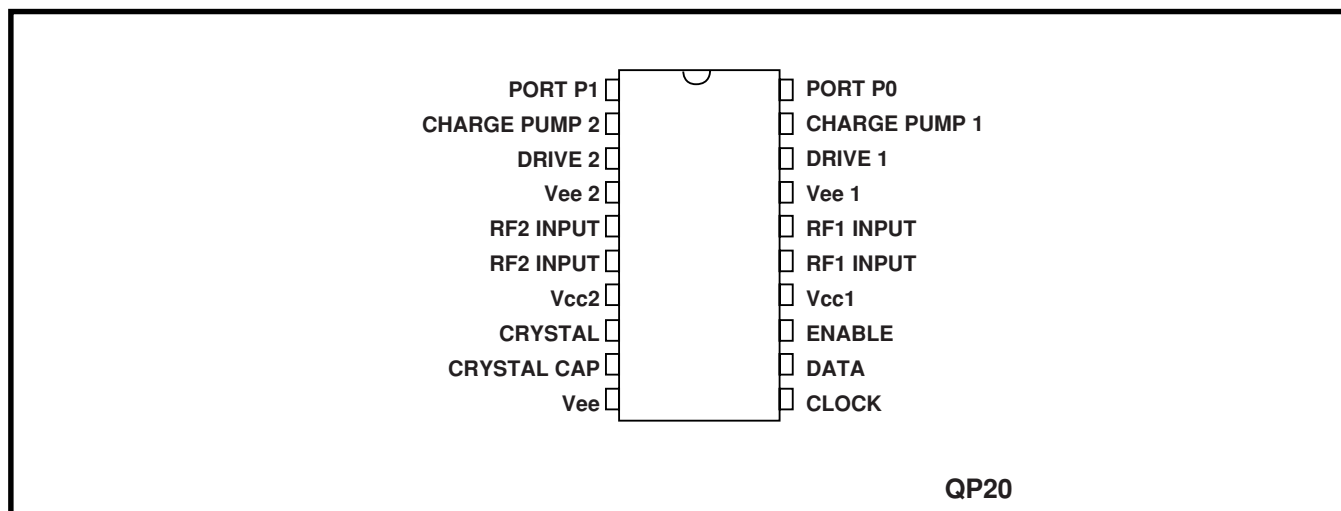 PORT P1 PORT P0
CHARGE PUMP 2 CHARGE PUMP 1
DRIVE 2 DRIVE 1
Vee 2 Vee 1
RF2 INPUT RF1 INPUT
RF2 INPUT RF1 INPUT
Vcc2 Vcc1
CRYSTAL ENABLE
CRYSTAL CAP DATA
Vee CLOCK
QP20